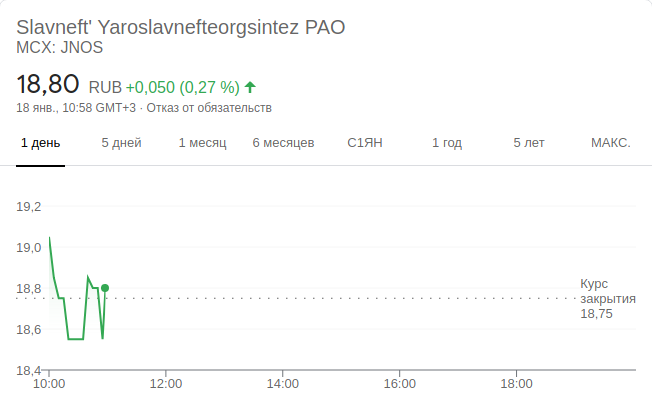 Slavneft' Yaroslavnefteorgsintez PAO
MCX: JNOS
18,80 RUB +0,050 (0,27 %)
18 янв., 10:58 GMT+3 · Отказ от обязательств
1 день 5 дней 1 месяц 6 месяцев С1ЯН 1 год 5 лет МАКС.
19,2
19,0
18,8
18,6
18,4
Курс
закрытия
18,75
10:00 12:00 14:00 16:00 18:00